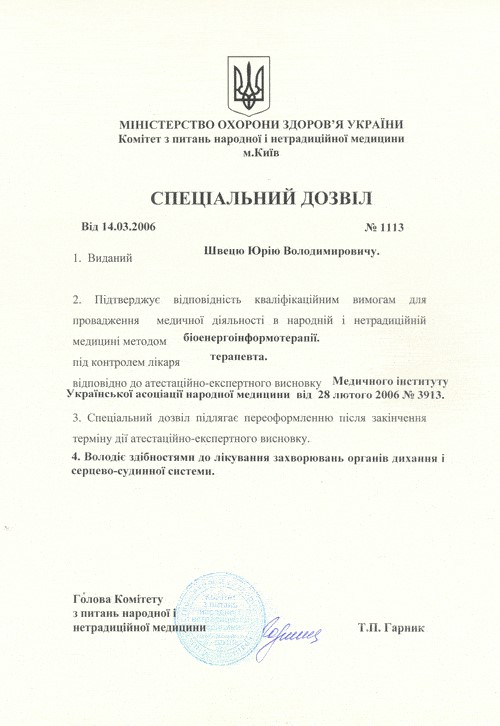 МІНІСТЕРСТВО ОХОРОНИ ЗДОРОВ'Я УКРАЇНИ
Комітет з питань народної і нетрадиційної медицини
м.Київ
СПЕЦІАЛЬНИЙ ДОЗВІЛ
Від 14.03.2006 № 1113
1. Виданий Швецю Юрію Володимировичу.
2. Підтверджує відповідність кваліфікаційним вимогам для
провадження медичної діяльності в народній і нетрадиційній
медицині методом біоенергоінформотерапії.
під контролем лікаря терапевта.
відповідно до атестаційно-експертного висновку Медичного інституту
Української асоціації народної медицини від 28 лютого 2006 № 3913.
3. Спеціальний дозвіл підлягає переоформленню після закінчення
терміну дії атестаційно-експертного висновку.
4. Володіє здібностями до лікування захворювань органів дихання і
серцево-судинної системи.
Голова Комітету
з питань народної і
нетрадиційної медицини Т.П. Гарник
Комітет
з питань
народної і